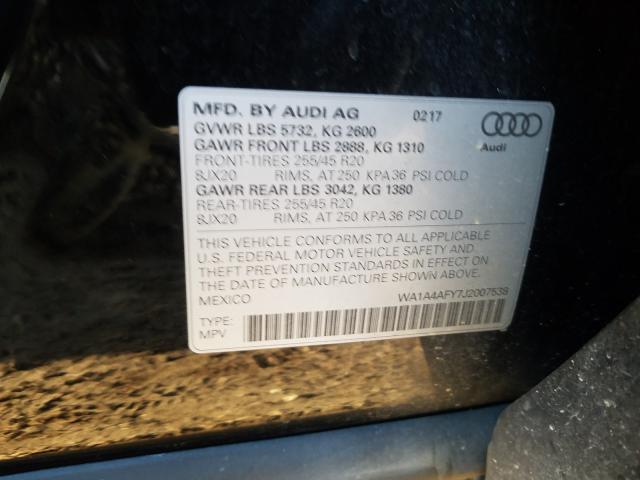 MFD. BY AUDI AG 0217
GVWR LBS 5732, KG 2600
GAWR FRONT LBS 2888, KG 1310
FRONT-TIRES 255/45 R20
8JX20 RIMS, AT 250 KPA 36 PSI COLD
GAWR REAR LBS 3042, KG 1380
REAR-TIRES 255/45 R20
8JX20 RIMS, AT 250 KPA 36 PSI COLD
Audi
THIS VEHICLE CONFORMS TO ALL APPLICABLE
U.S. FEDERAL MOTOR VEHICLE SAFETY AND
THEFT PREVENTION STANDARDS IN EFFECT ON
THE DATE OF MANUFACTURE SHOWN ABOVE.
MEXICO WA1A4AFY7J2007538
TYPE:
MPV